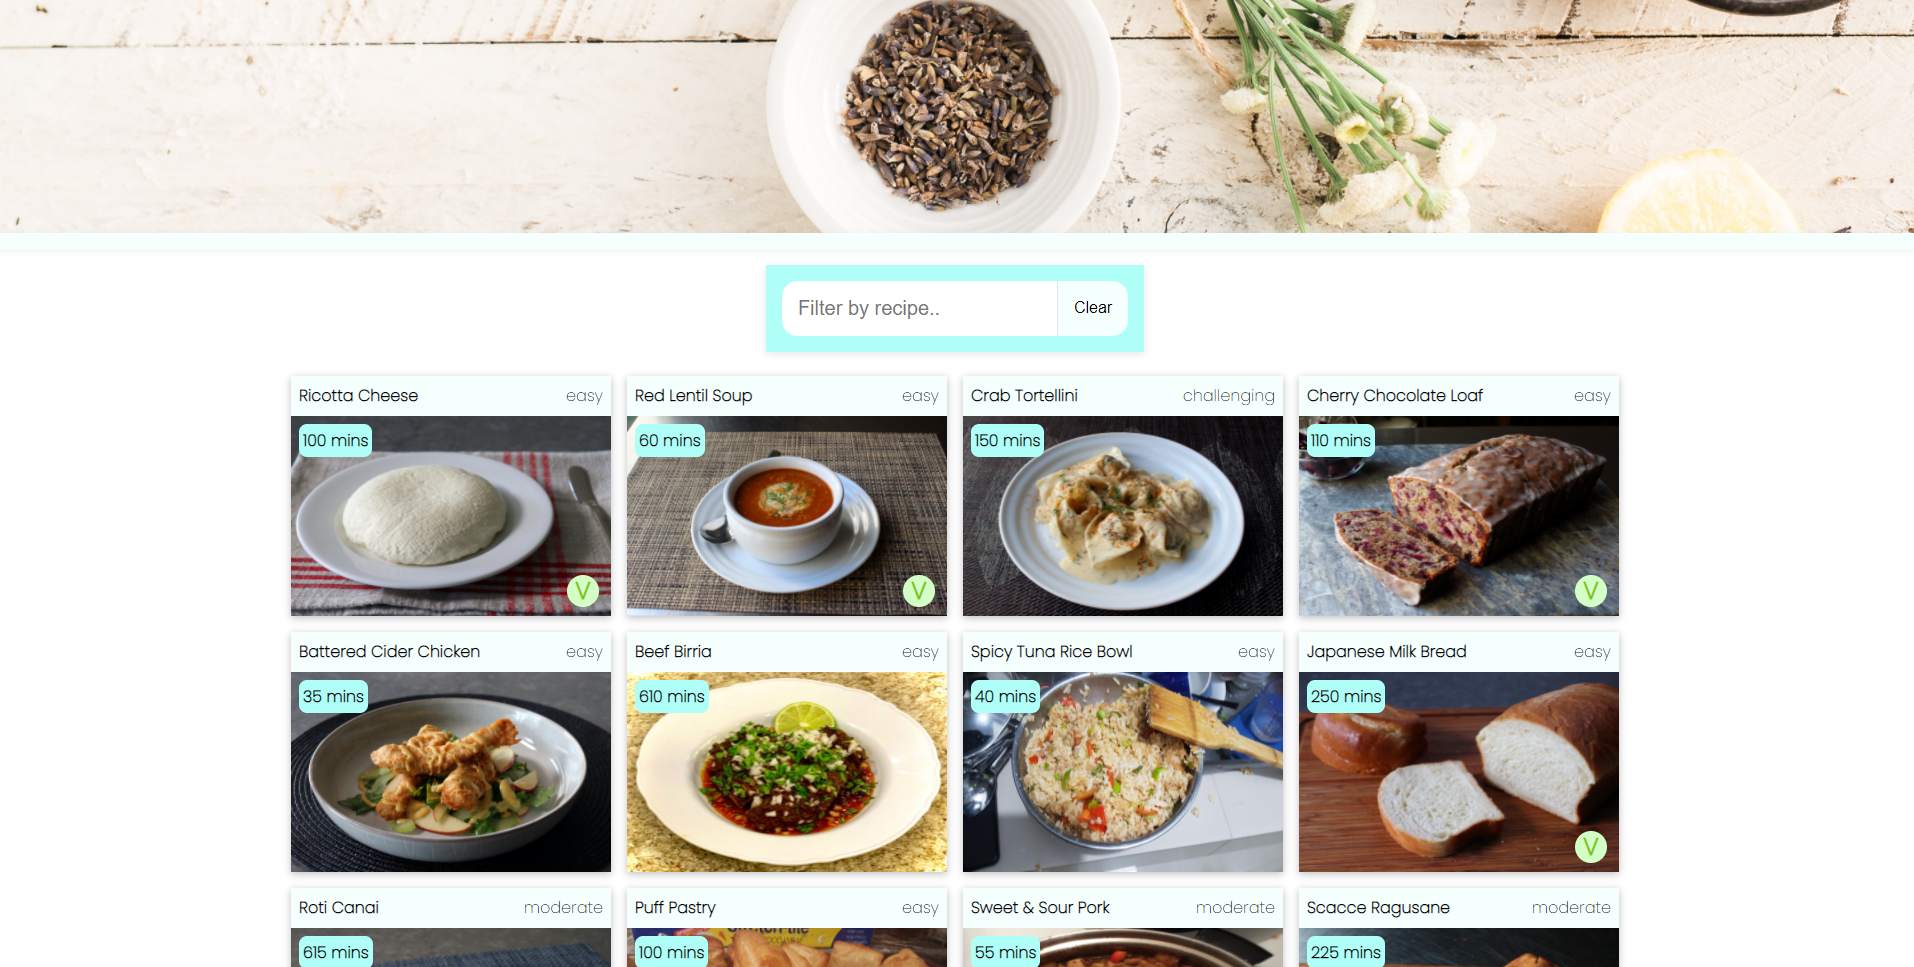 Filter by recipe..
Clear
Ricotta Cheese easy
100 mins
V
Red Lentil Soup easy
60 mins
V
Crab Tortellini challenging
150 mins
Cherry Chocolate Loaf easy
110 mins
V
Battered Cider Chicken easy
35 mins
Beef Birria easy
610 mins
Spicy Tuna Rice Bowl easy
40 mins
Japanese Milk Bread easy
250 mins
V
Roti Canai moderate
615 mins
Puff Pastry easy
100 mins
Sweet & Sour Pork moderate
55 mins
Scacce Ragusane moderate
225 mins